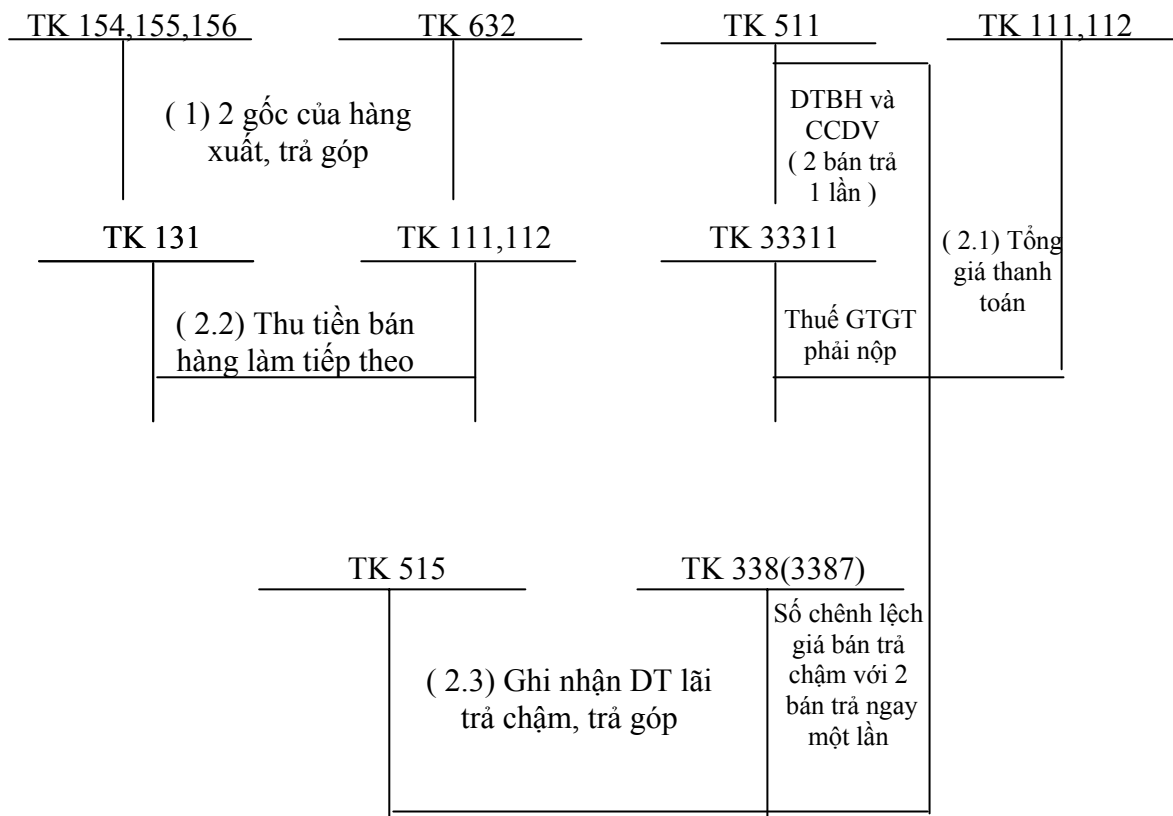 TK 154,155,156
TK 632
TK 511
TK 111,112
( 1) 2 gốc của hàng
xuất, trả góp
DTBH và
CCDV
( 2 bán trả
1 lần )
TK 131
TK 111,112
TK 33311
( 2.1) Tổng
giá thanh
toán
( 2.2) Thu tiền bán
hàng làm tiếp theo
Thuế GTGT
phải nộp
TK 515
TK 338(3387)
( 2.3) Ghi nhận DT lãi
trả chậm, trả góp
Số chênh lệch
giá bán trả
chậm với 2
bán trả ngay
một lần